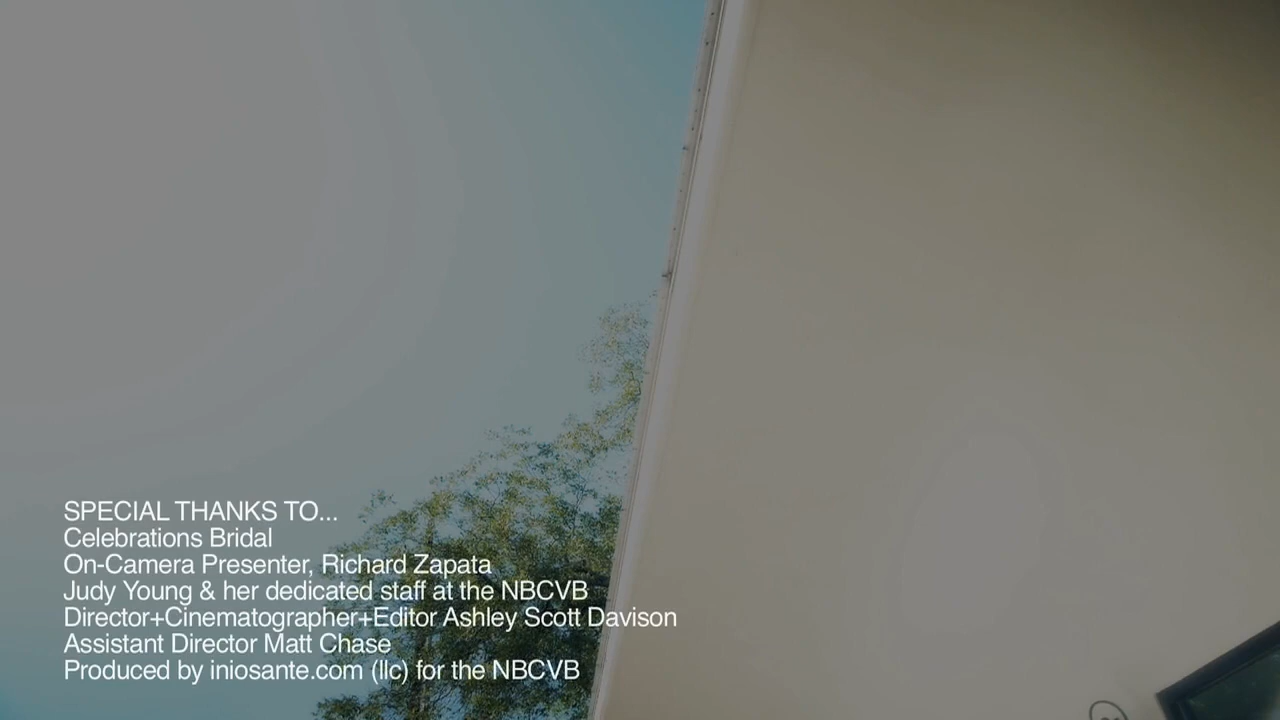 SPECIAL THANKS TO...
Celebrations Bridal
On-Camera Presenter, Richard Zapata
Judy Young & her dedicated staff at the NBCVB
Director+Cinematographer+Editor Ashley Scott Davison
Assistant Director Matt Chase
Produced by iniosante.com (llc) for the NBCVB